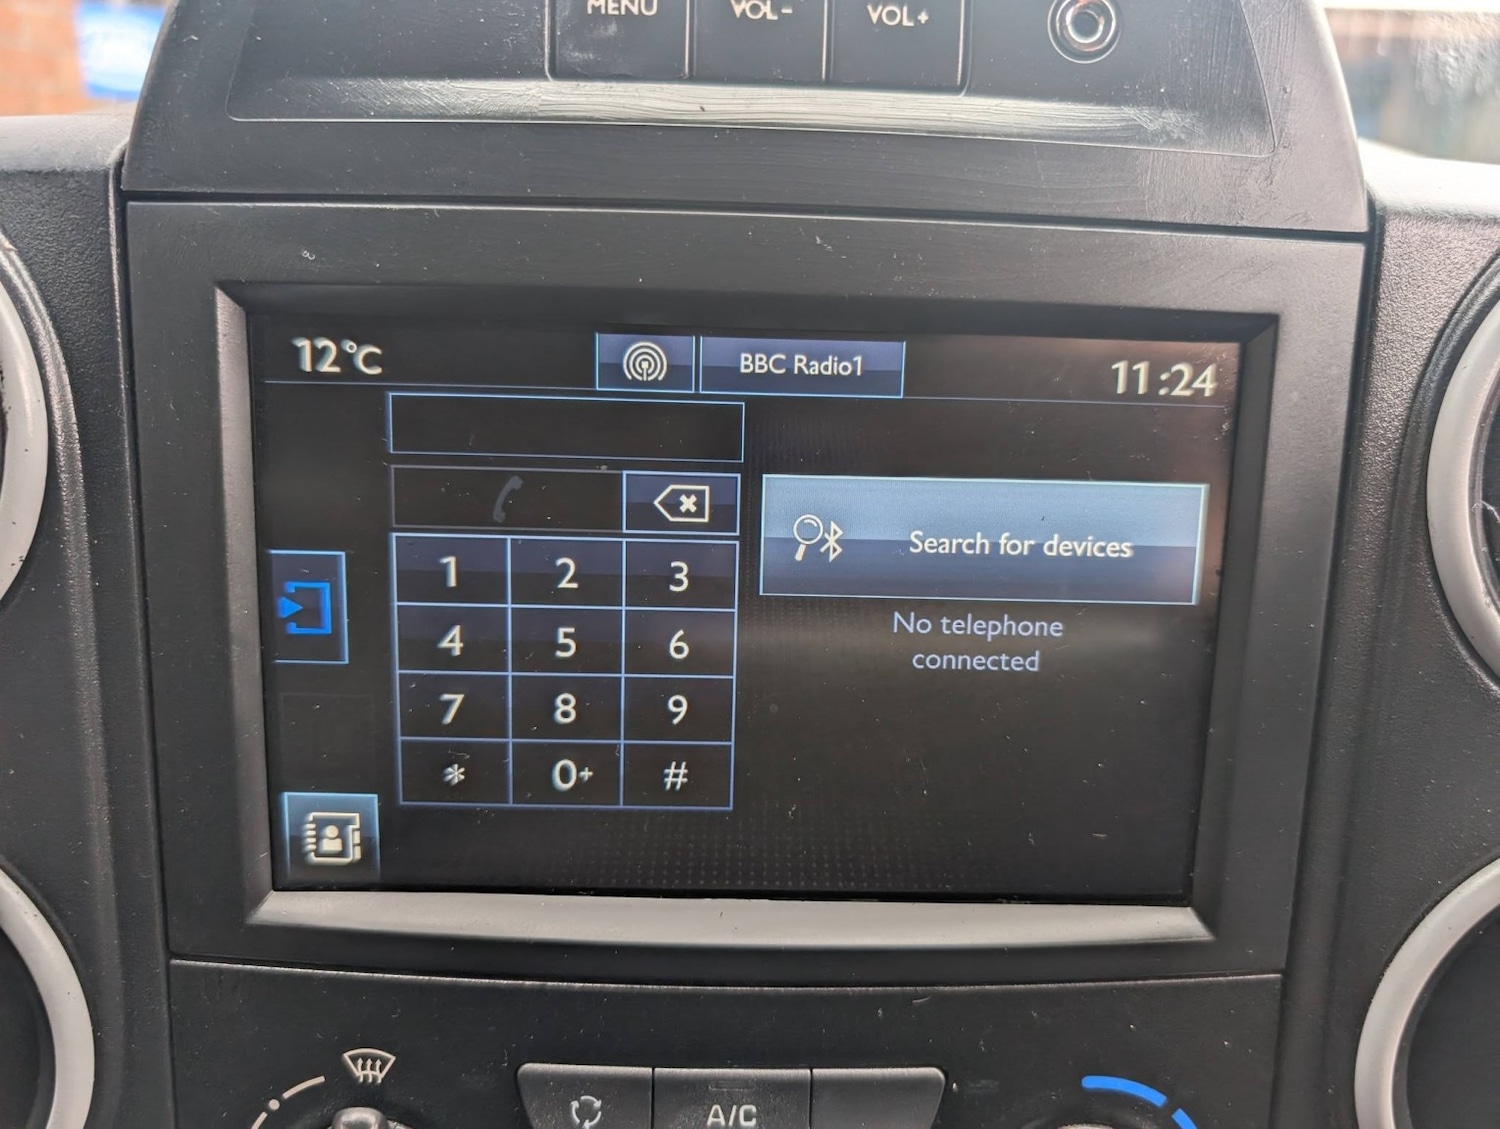 MENU
VOL-
VOL+
12°C
BBC Radio1
11:24
Search for devices
No telephone
connected
1 2 3
4 5 6
7 8 9
* 0+ #
A/C